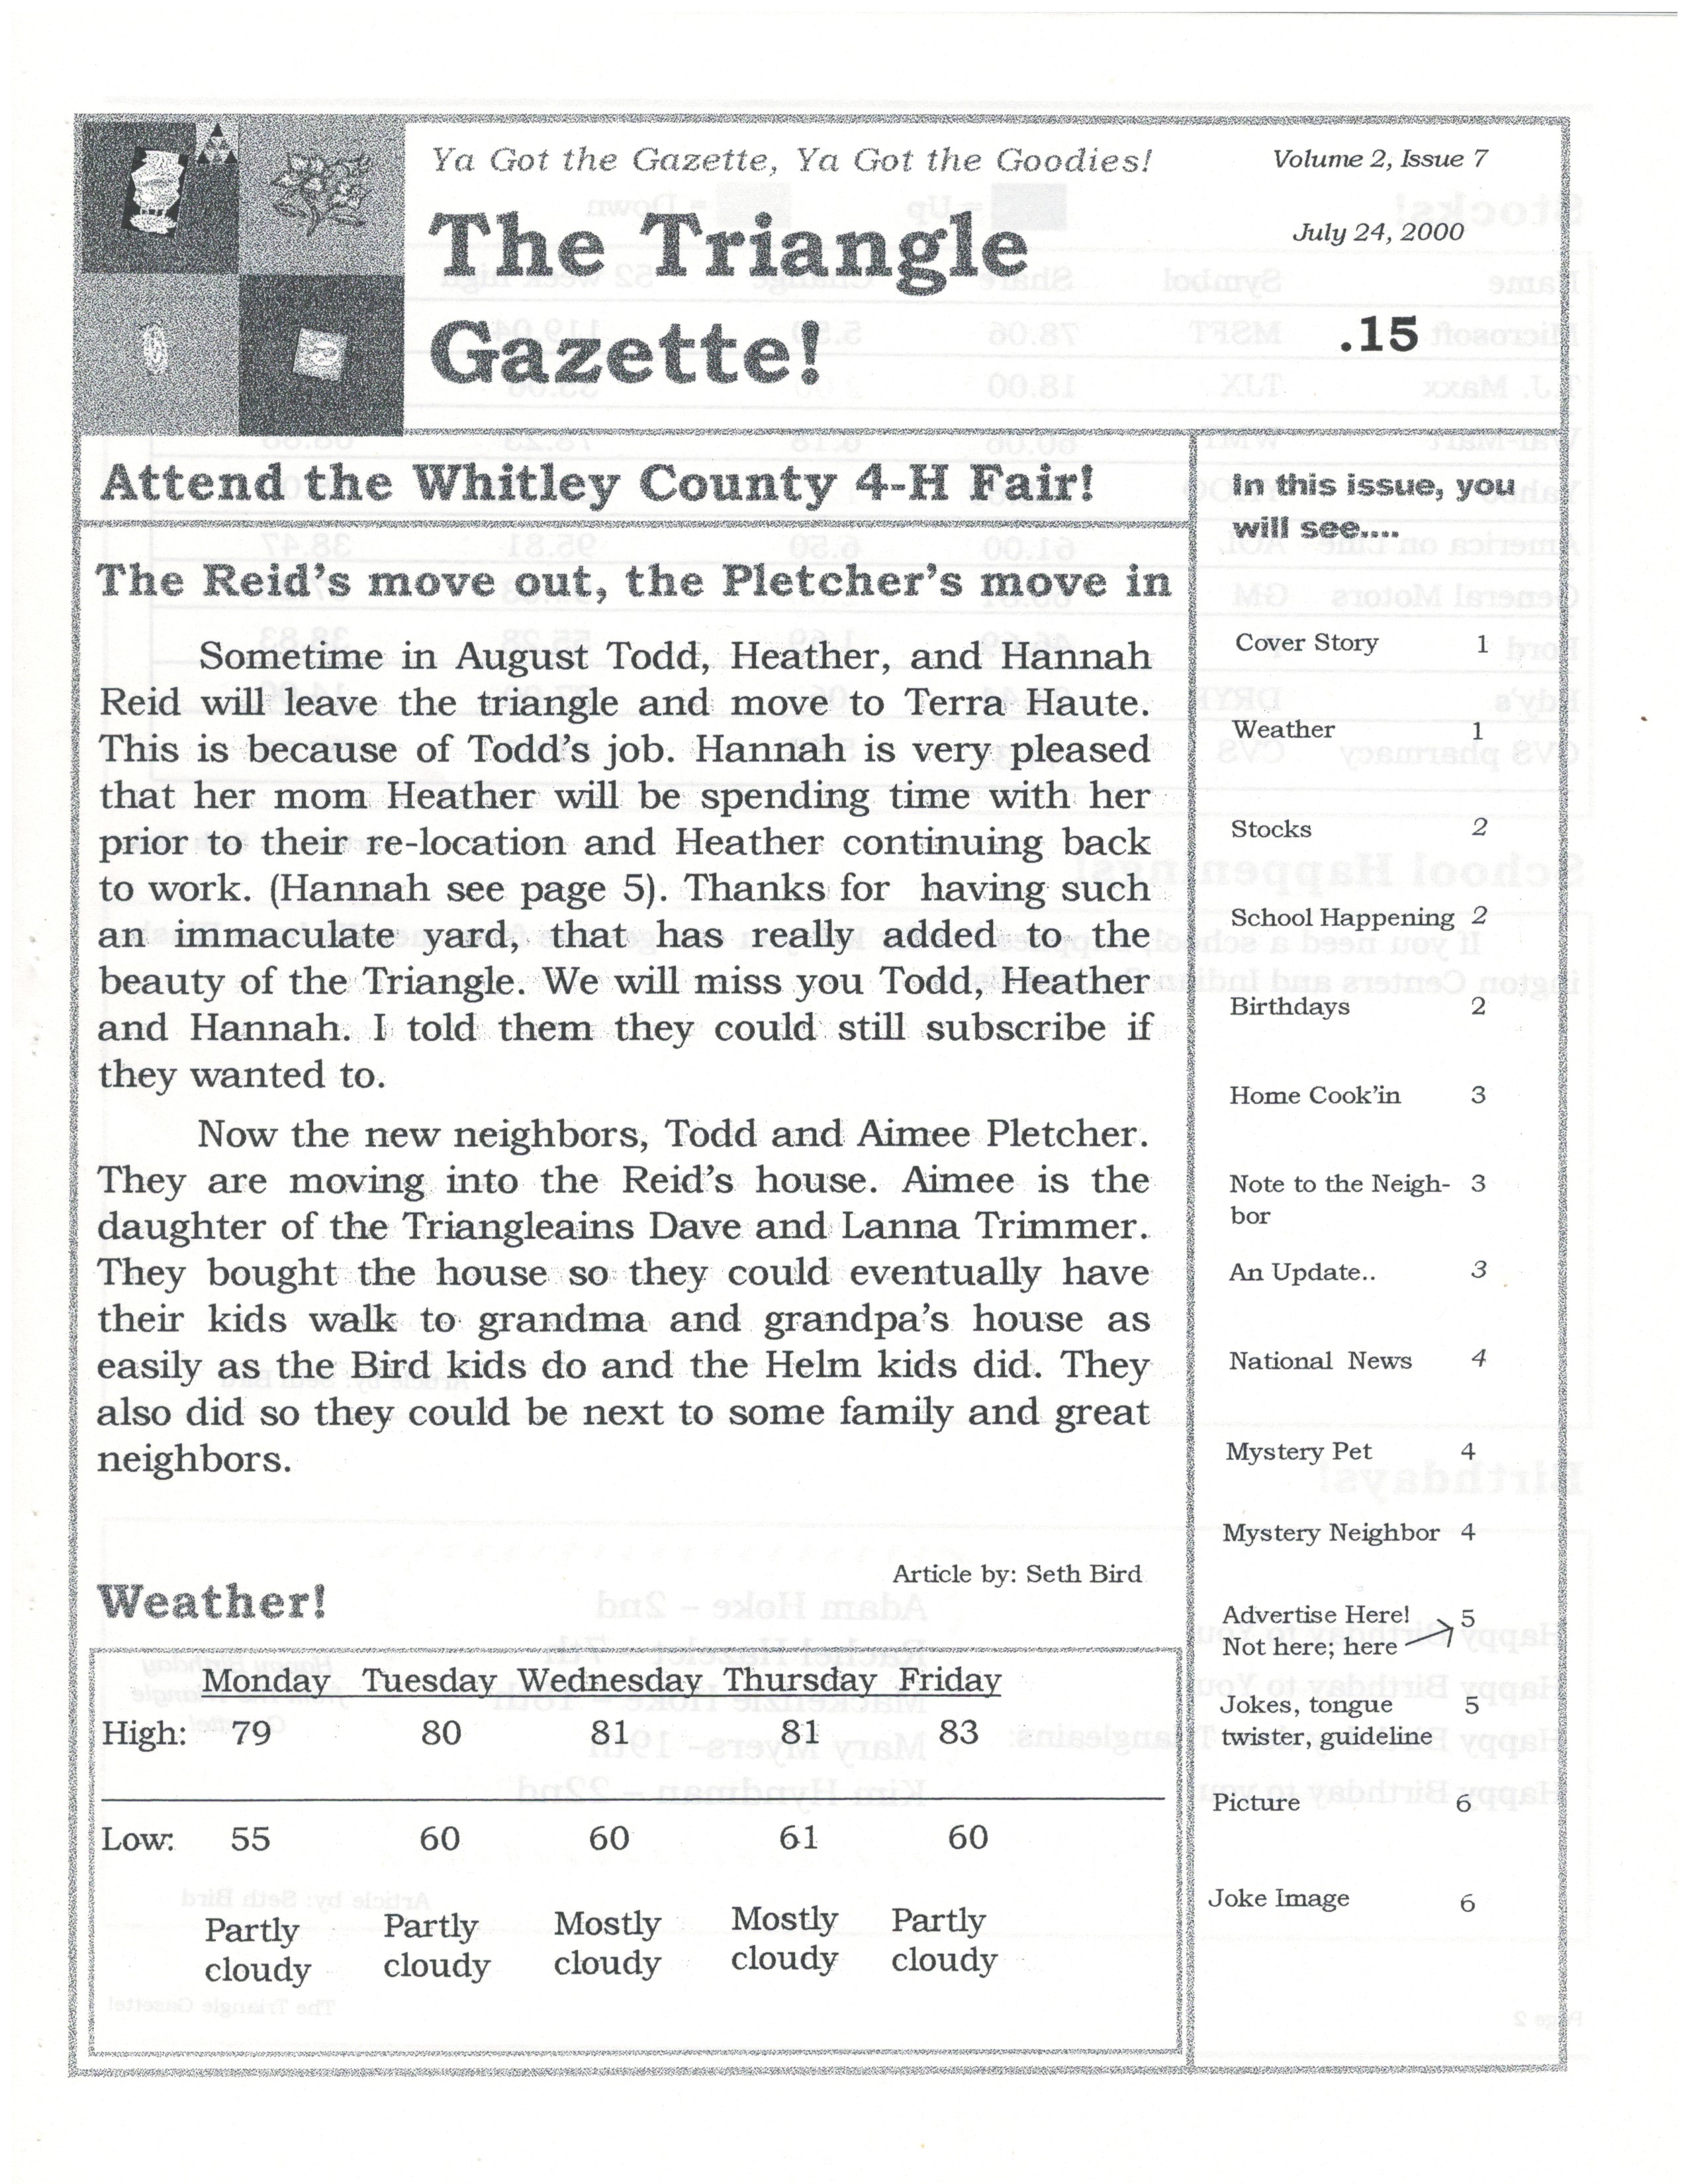 Ya Got the Gazette, Ya Got the Goodies!
The Triangle
Gazette!
Volume 2, Issue 7
July 24, 2000
.15
Attend the Whitley County 4-H Fair!
The Reid's move out, the Pletcher's move in
Sometime in August Todd, Heather, and Hannah
Reid will leave the triangle and move to Terra Haute.
This is because of Todd's job. Hannah is very pleased
that her mom Heather will be spending time with her
prior to their re-location and Heather continuing back
to work. (Hannah see page 5). Thanks for having such
an immaculate yard, that has really added to the
beauty of the Triangle. We will miss you Todd, Heather
and Hannah. I told them they could still subscribe if
they wanted to.
Now the new neighbors, Todd and Aimee Pletcher.
They are moving into the Reid's house. Aimee is the
daughter of the Triangleains Dave and Lanna Trimmer.
They bought the house so they could eventually have
their kids walk to grandma and grandpa's house as
easily as the Bird kids do and the Helm kids did. They
also did so they could be next to some family and great
neighbors.
Article by: Seth Bird
Weather!
Monday Tuesday Wednesday Thursday Friday
High: 79 80 81 81 83
Low: 55 60 60 61 60
Partly Partly Mostly Mostly Partly
cloudy cloudy cloudy cloudy cloudy
In this issue, you
will see....
Cover Story 1
Weather 1
Stocks 2
School Happening 2
Birthdays 2
Home Cook'in 3
Note to the Neigh- 3
bor
An Update.. 3
National News 4
Mystery Pet 4
Mystery Neighbor 4
Advertise Here! 5
Not here; here
Jokes, tongue 5
twister, guideline
Picture 6
Joke Image 6